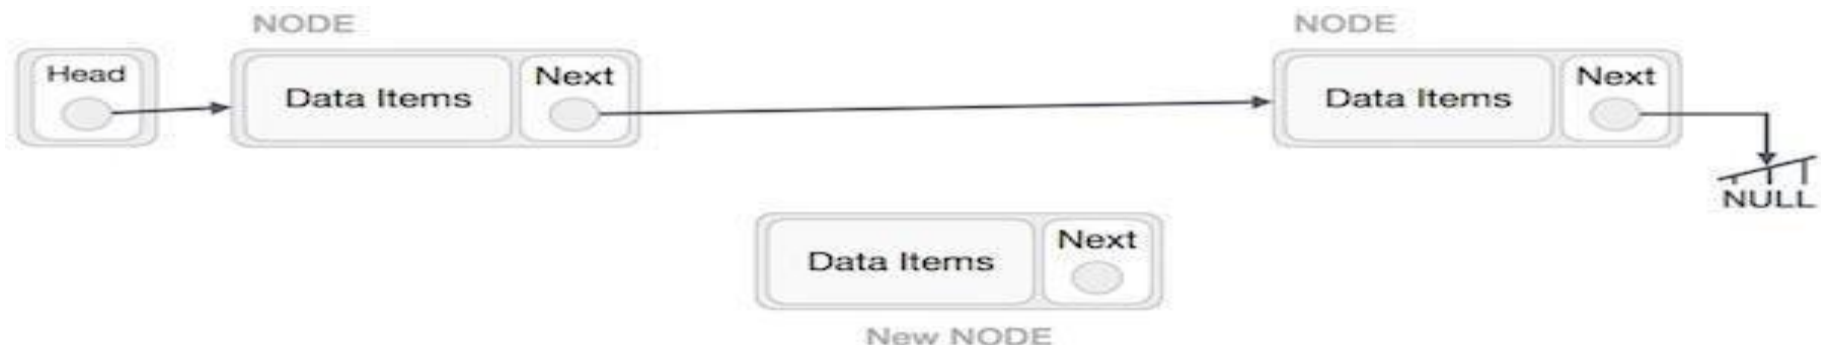 NODE
NODE
Head
Data Items
Next
Data Items
Next
NULL
Data Items
Next
New NODE